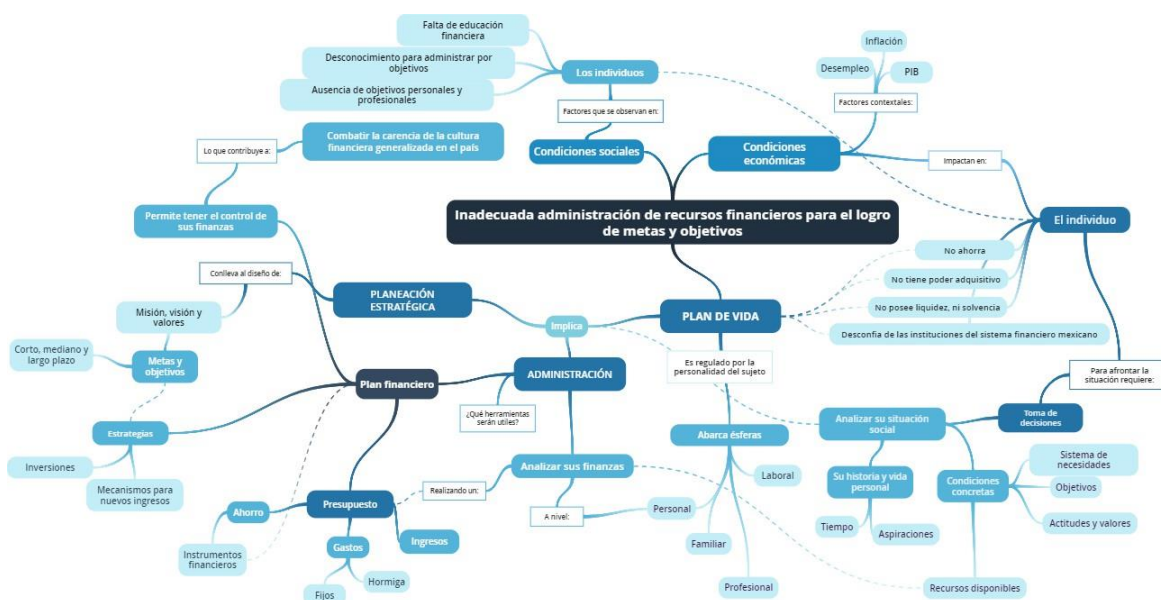 Falta de educación
financiera
Desconocimiento para administrar por
objetivos
Ausencia de objetivos personales y
profesionales
Los individuos
Factores que se observan en:
Condiciones sociales
Inflación
Desempleo
PIB
Factores contextales:
Condiciones
económicas
Impactan en:
Lo que contribuye a:
Combatir la carencia de la cultura
financiera generalizada en el país
Permite tener el control de
sus finanzas
Inadecuada administración de recursos financieros para el logro
de metas y objetivos
El individuo
No ahorra
No tiene poder adquisitivo
No posee liquidez, ni solvencia
Desconfia de las instituciones del sistema financiero mexicano
Conlleva al diseño de:
PLANEACIÓN
ESTRATÉGICA
Implica
PLAN DE VIDA
Misión, visión y
valores
Corto, mediano y
largo plazo
Metas y
objetivos
Plan financiero
ADMINISTRACIÓN
Es regulado por la
personalidad del sujeto
Para afrontar la
situación requiere:
¿Qué herramientas
serán utiles?
Estrategias
Inversiones
Mecanismos para
nuevos ingresos
Analizar sus finanzas
Realizando un:
A nivel:
Abarca ésferas
Laboral
Personal
Familiar
Profesional
Analizar su situación
social
Toma de
decisiones
Su historia y vida
personal
Tiempo
Aspiraciones
Condiciones
concretas
Sistema de
necesidades
Objetivos
Actitudes y valores
Recursos disponibles
Presupuesto
Ahorro
Instrumentos
financieros
Gastos
Ingresos
Hormiga
Fijos